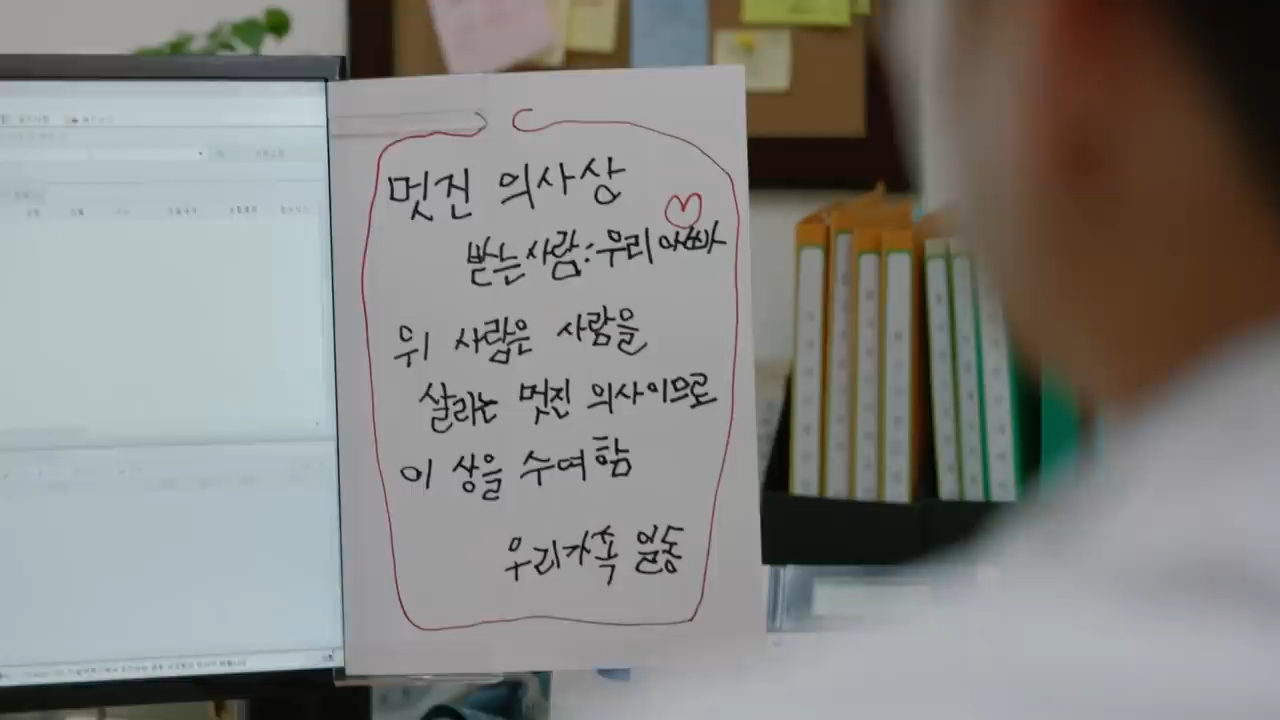 멋진 의사상
받는사람:우리아빠
위 사람은 사람을
살리는 멋진 의사이므로
이 상을 수여함
우리가족 일동